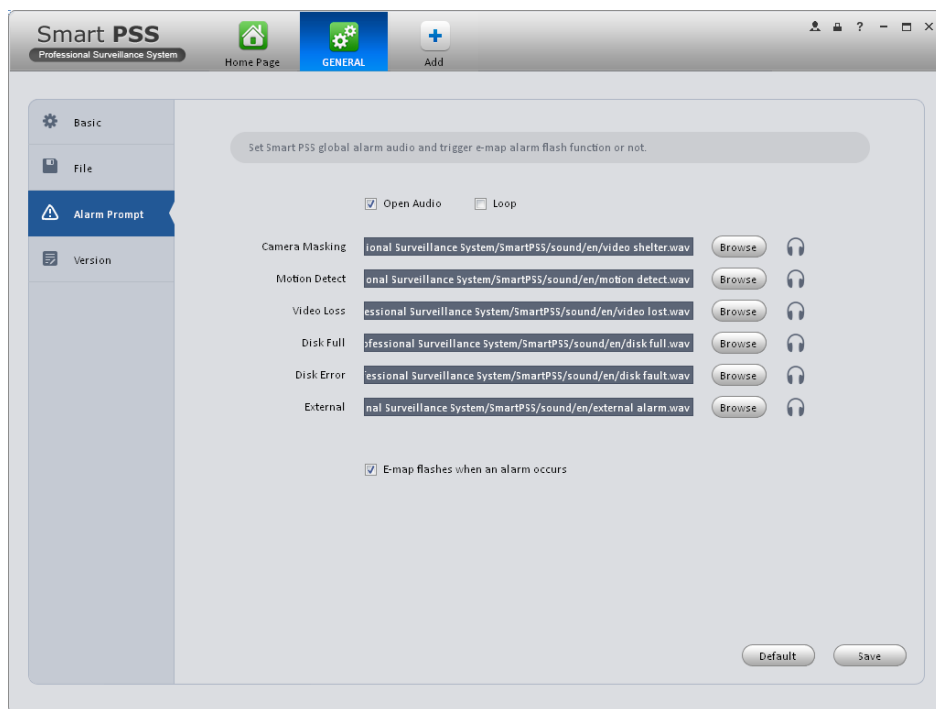 Smart PSS
Professional Surveillance System
Home Page
GENERAL
Add
?
Basic
File
Alarm Prompt
Version
Set Smart PSS global alarm audio and trigger e-map alarm flash function or not.
Open Audio Loop
Camera Masking ional Surveillance System/SmartPSS/sound/en/video shelter.wav Browse
Motion Detect onal Surveillance System/SmartPSS/sound/en/motion detect.wav Browse
Video Loss essional Surveillance System/SmartPSS/sound/en/video lost.wav Browse
Disk Full ofessional Surveillance System/SmartPSS/sound/en/disk full.wav Browse
Disk Error essional Surveillance System/SmartPSS/sound/en/disk fault.wav Browse
External nal Surveillance System/SmartPSS/sound/en/external alarm.wav Browse
E-map flashes when an alarm occurs
Default Save